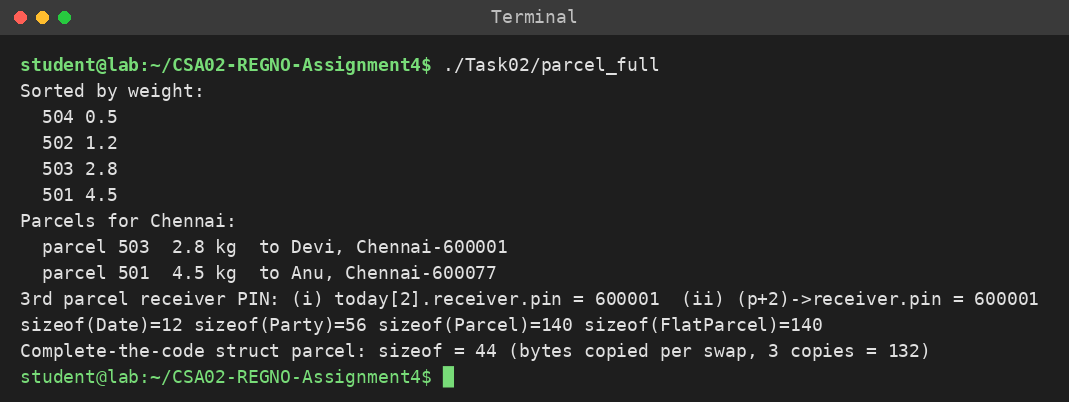 Terminal
student@lab:~/CSA02-REGNO-Assignment4$ ./Task02/parcel_full
Sorted by weight:
  504 0.5
  502 1.2
  503 2.8
  501 4.5
Parcels for Chennai:
  parcel 503  2.8 kg  to Devi, Chennai-600001
  parcel 501  4.5 kg  to Anu, Chennai-600077
3rd parcel receiver PIN: (i) today[2].receiver.pin = 600001  (ii) (p+2)->receiver.pin = 600001
sizeof(Date)=12 sizeof(Party)=56 sizeof(Parcel)=140 sizeof(FlatParcel)=140
Complete-the-code struct parcel: sizeof = 44 (bytes copied per swap, 3 copies = 132)
student@lab:~/CSA02-REGNO-Assignment4$